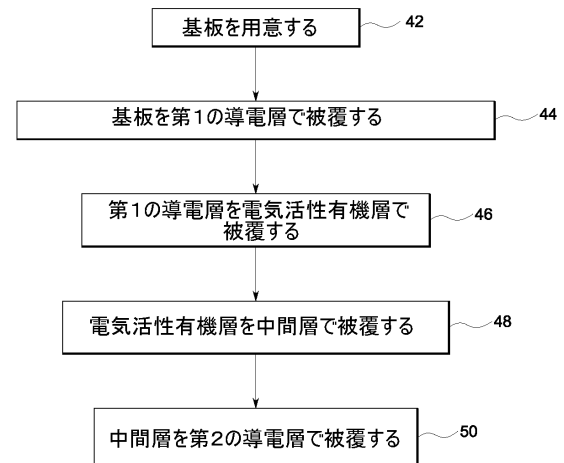 基板を用意する
42
基板を第1の導電層で被覆する
44
第1の導電層を電気活性有機層で
被覆する
46
電気活性有機層を中間層で被覆する
48
中間層を第2の導電層で被覆する
50